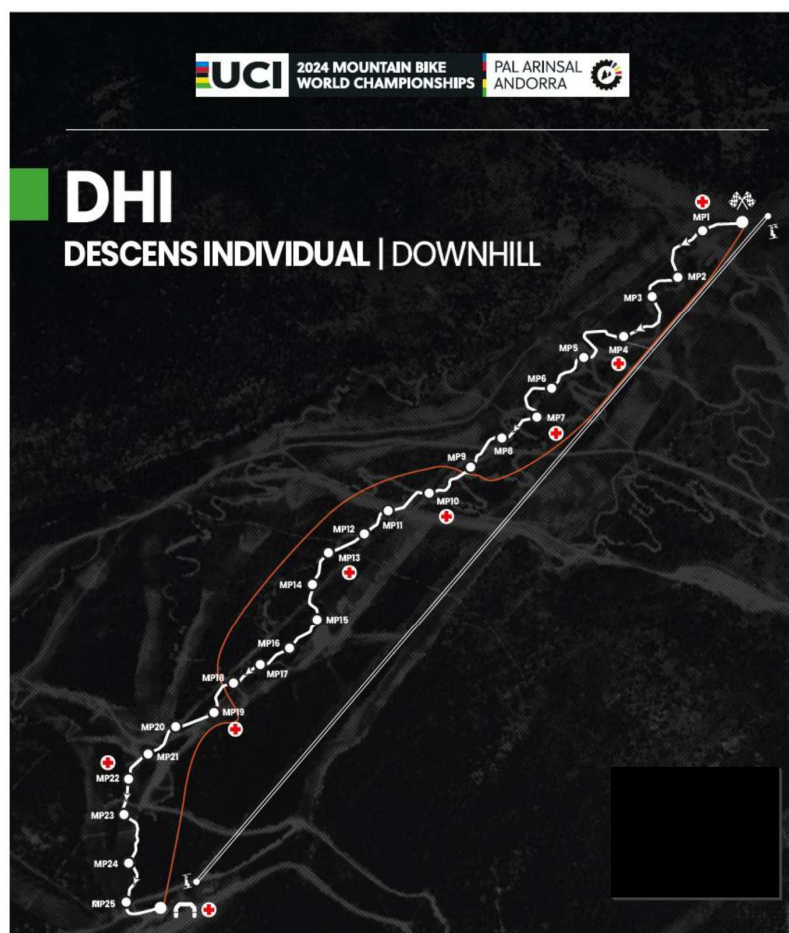 UCI
2024 MOUNTAIN BIKE
WORLD CHAMPIONSHIPS
PAL ARINSAL
ANDORRA
DHI
DESCENS INDIVIDUAL | DOWNHILL
MP1
MP2
MP3
MP4
MP5
MP6
MP7
MP8
MP9
MP10
MP11
MP12
MP13
MP14
MP15
MP16
MP17
MP18
MP19
MP20
MP21
MP22
MP23
MP24
MP25